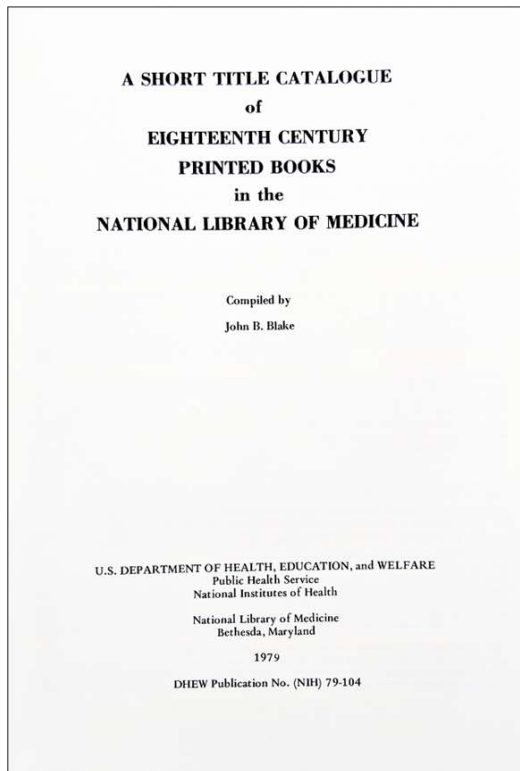 A SHORT TITLE CATALOGUE
of
EIGHTEENTH CENTURY
PRINTED BOOKS
in the
NATIONAL LIBRARY OF MEDICINE
Compiled by
John B. Blake
U.S. DEPARTMENT OF HEALTH, EDUCATION, and WELFARE
Public Health Service
National Institutes of Health
National Library of Medicine
Bethesda, Maryland
1979
DHEW Publication No. (NIH) 79-104